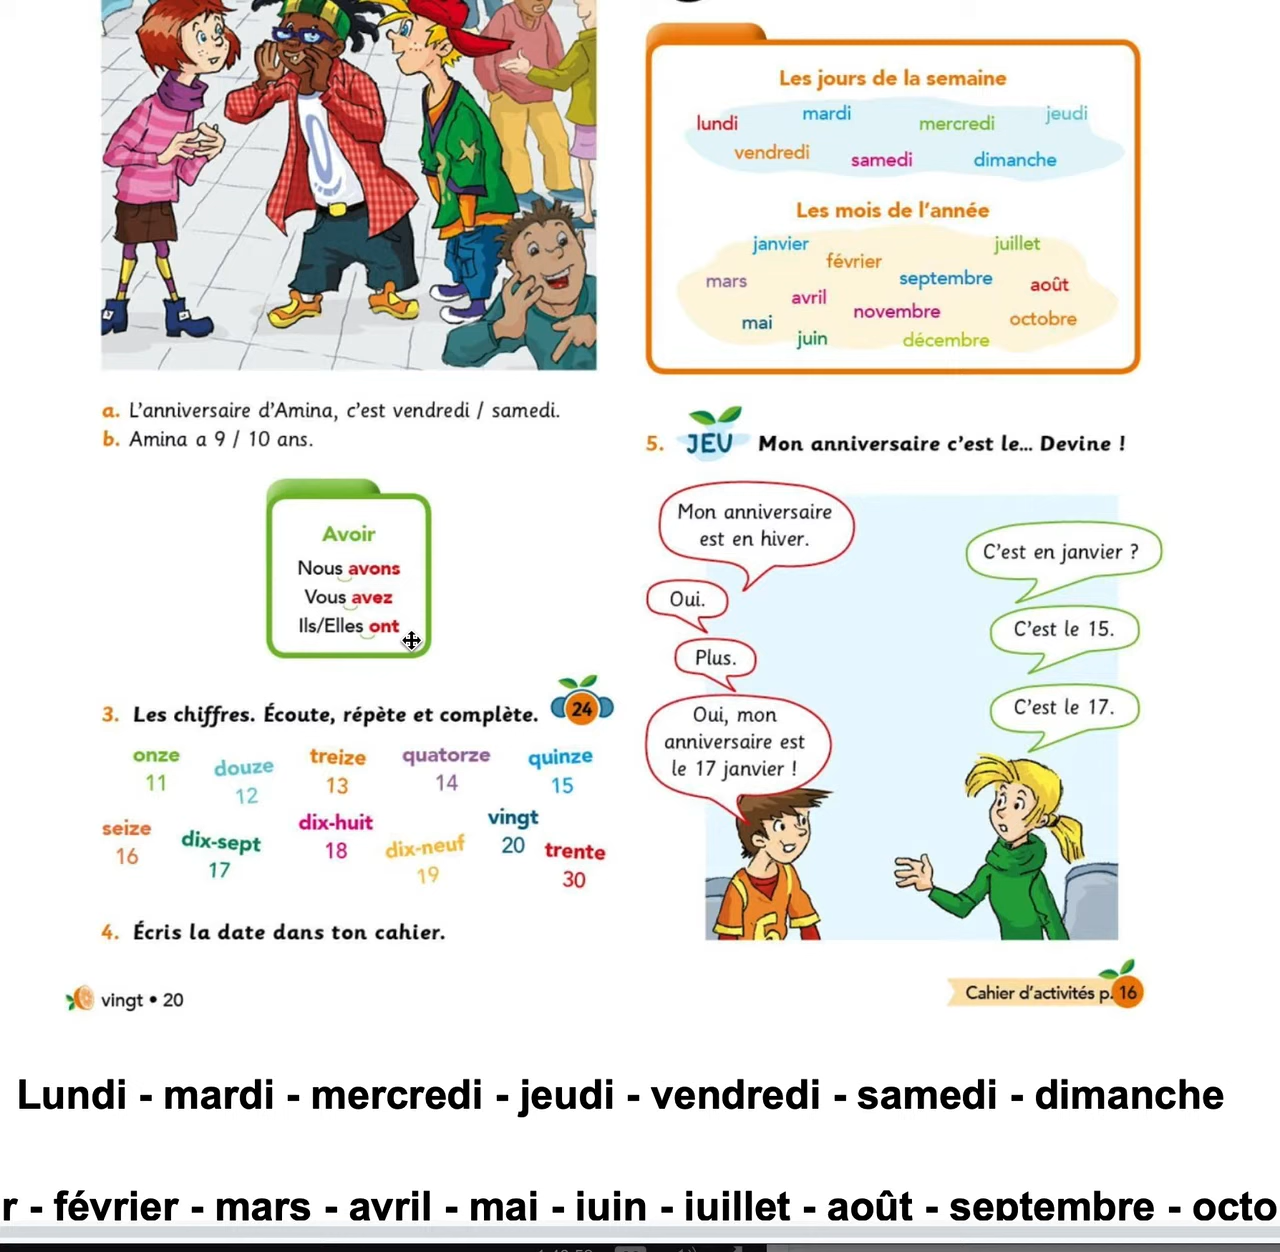 a. L'anniversaire d'Amina, c'est vendredi / samedi.
b. Amina a 9 / 10 ans.
Avoir
Nous avons
Vous avez
Ils/Elles ont
3. Les chiffres. Écoute, répète et complète. 24
onze douze treize quatorze quinze
11 12 13 14 15
seize dix-sept dix-huit dix-neuf vingt trente
16 17 18 19 20 30
4. Écris la date dans ton cahier.
vingt • 20
Les jours de la semaine
lundi mardi mercredi jeudi
vendredi samedi dimanche
Les mois de l'année
janvier juillet
février
mars septembre août
avril novembre
mai octobre
juin décembre
5. JEU Mon anniversaire c'est le... Devine !
Mon anniversaire
est en hiver.
C'est en janvier ?
Oui.
C'est le 15.
Plus.
C'est le 17.
Oui, mon
anniversaire est
le 17 janvier !
Cahier d'activités p. 16
Lundi - mardi - mercredi - jeudi - vendredi - samedi - dimanche
r - février - mars - avril - mai - juin - juillet - août - septembre - octo